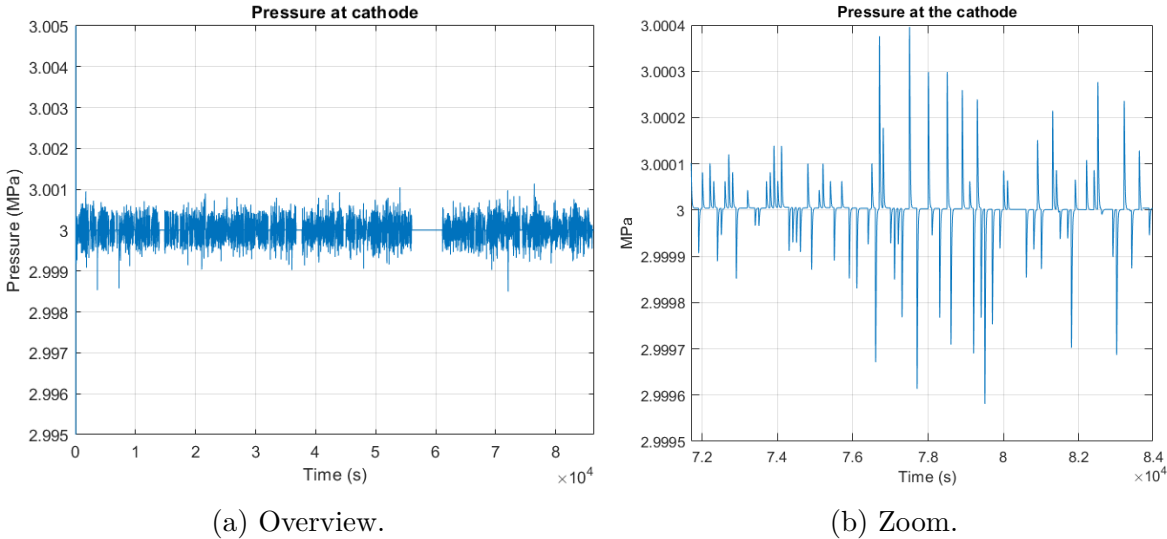 Pressure at cathode
3.005
3.004
3.003
3.002
3.001
3
2.999
2.998
2.997
2.996
2.995
Pressure (MPa)
0 1 2 3 4 5 6 7 8
Time (s)
×10⁴
(a) Overview.
Pressure at the cathode
3.0004
3.0003
3.0002
3.0001
3
2.9999
2.9998
2.9997
2.9996
2.9995
MPa
7.2 7.4 7.6 7.8 8 8.2 8.4
Time (s)
×10⁴
(b) Zoom.